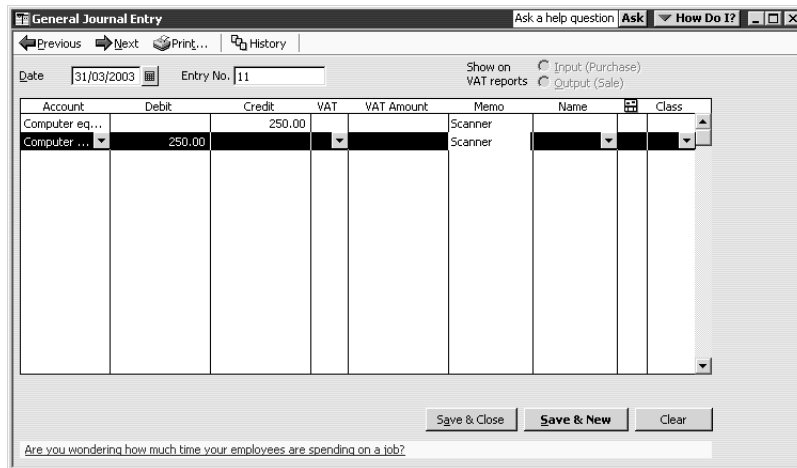 General Journal Entry
Ask a help question Ask How Do I?
Previous Next Print... History
Date 31/03/2003 Entry No. 11 Show on VAT reports Input (Purchase) Output (Sale)
Account Debit Credit VAT VAT Amount Memo Name Class
Computer eq... 250.00 Scanner
Computer ... 250.00 Scanner
Save & Close Save & New Clear
Are you wondering how much time your employees are spending on a job?